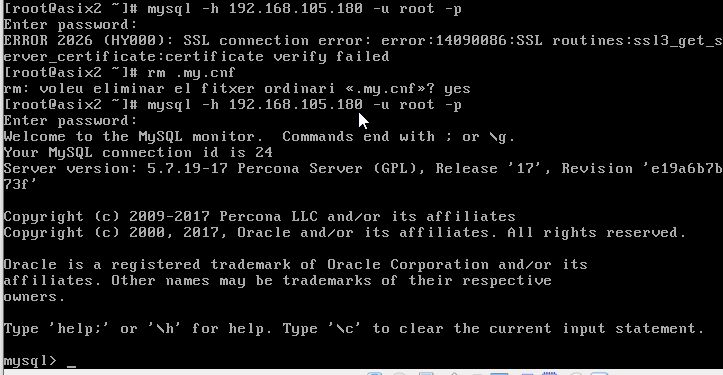 [root@asix2 ~]# mysql -h 192.168.105.180 -u root -p
Enter password:
ERROR 2026 (HY000): SSL connection error: error:14090086:SSL routines:ssl3_get_s
erver_certificate:certificate verify failed
[root@asix2 ~]# rm .my.cnf
rm: voleu eliminar el fitxer ordinari «.my.cnf»? yes
[root@asix2 ~]# mysql -h 192.168.105.180 -u root -p
Enter password:
Welcome to the MySQL monitor.  Commands end with ; or \g.
Your MySQL connection id is 24
Server version: 5.7.19-17 Percona Server (GPL), Release '17', Revision 'e19a6b7b
73f'
Copyright (c) 2009-2017 Percona LLC and/or its affiliates
Copyright (c) 2000, 2017, Oracle and/or its affiliates. All rights reserved.
Oracle is a registered trademark of Oracle Corporation and/or its
affiliates. Other names may be trademarks of their respective
owners.
Type 'help;' or '\h' for help. Type '\c' to clear the current input statement.
mysql> _